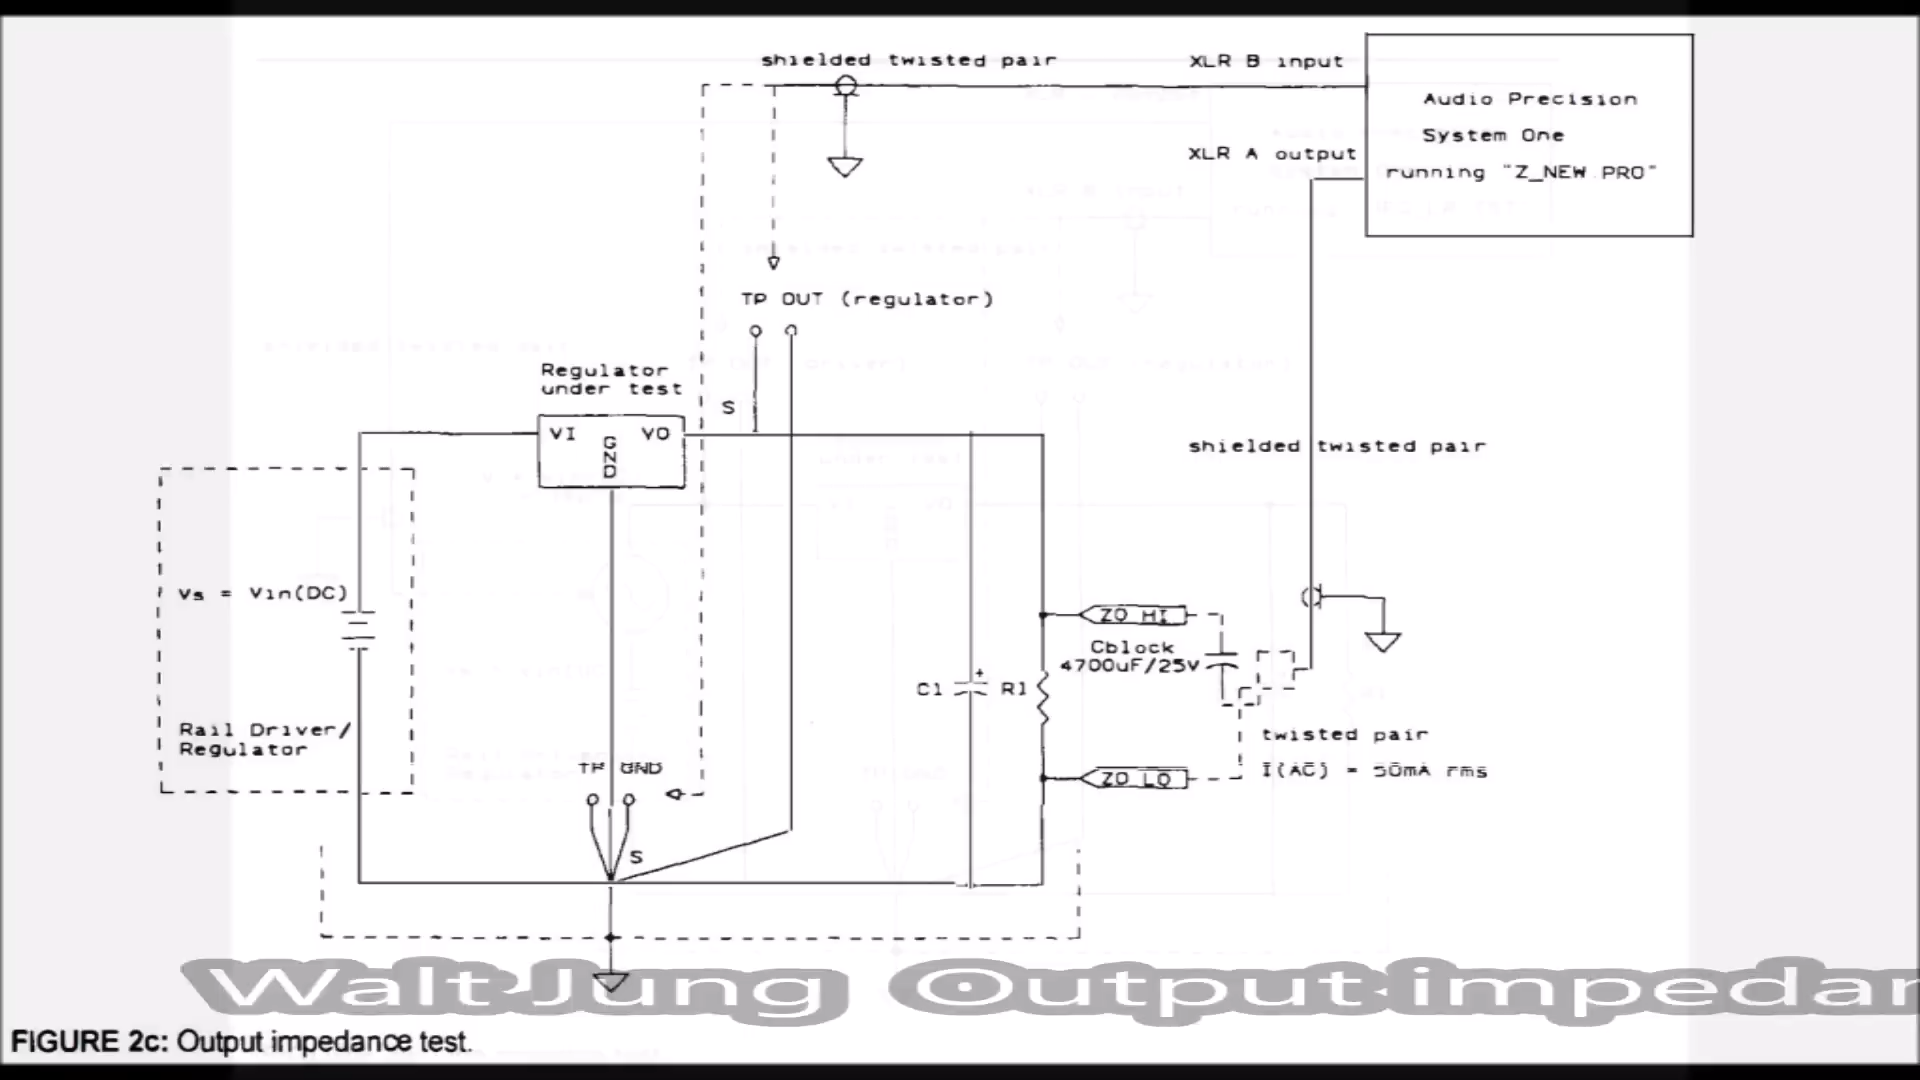 shielded twisted pair
XLR B input
Audio Precision
System One
running "Z_NEW.PRO"
XLR A output
TP OUT (regulator)
Regulator
under test
S
VI
GND
VO
shielded twisted pair
Vs = Vin(DC)
ZO HI
Cblock
4700uF/25V
+
C1
R1
Rail Driver/
Regulator
TP GND
twisted pair
I(AC) = 50mA rms
ZO LO
S
Walt Jung Output impedan
FIGURE 2c: Output impedance test.